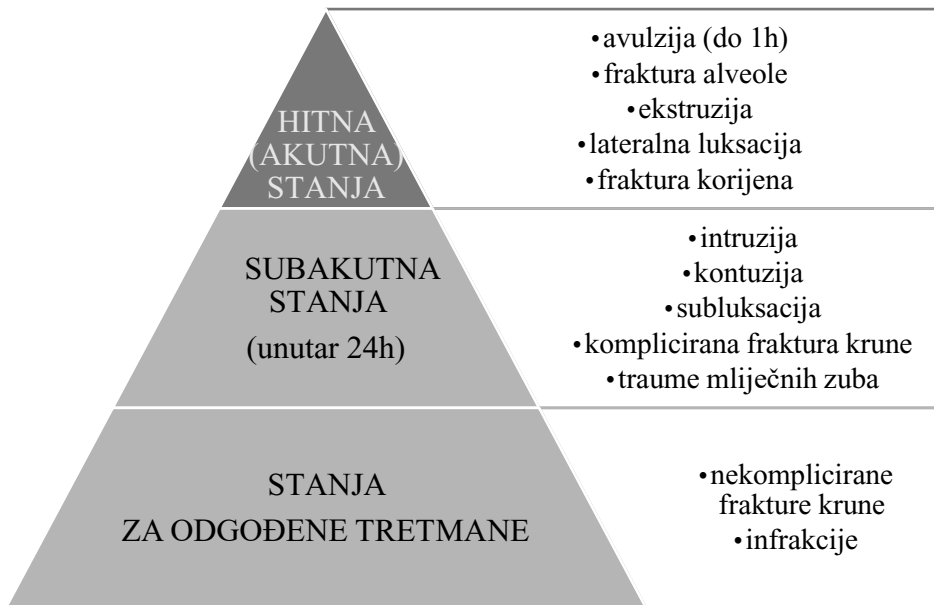 HITNA
(AKUTNA)
STANJA
•avulzija (do 1h)
•fraktura alveole
•ekstruzija
•lateralna luksacija
•fraktura korijena
SUBAKUTNA
STANJA
(unutar 24h)
•intruzija
•kontuzija
•subluksacija
•komplicirana fraktura krune
•traume mliječnih zuba
STANJA
ZA ODGOĐENE TRETMANE
•nekomplicirane
frakture krune
•infrakcije